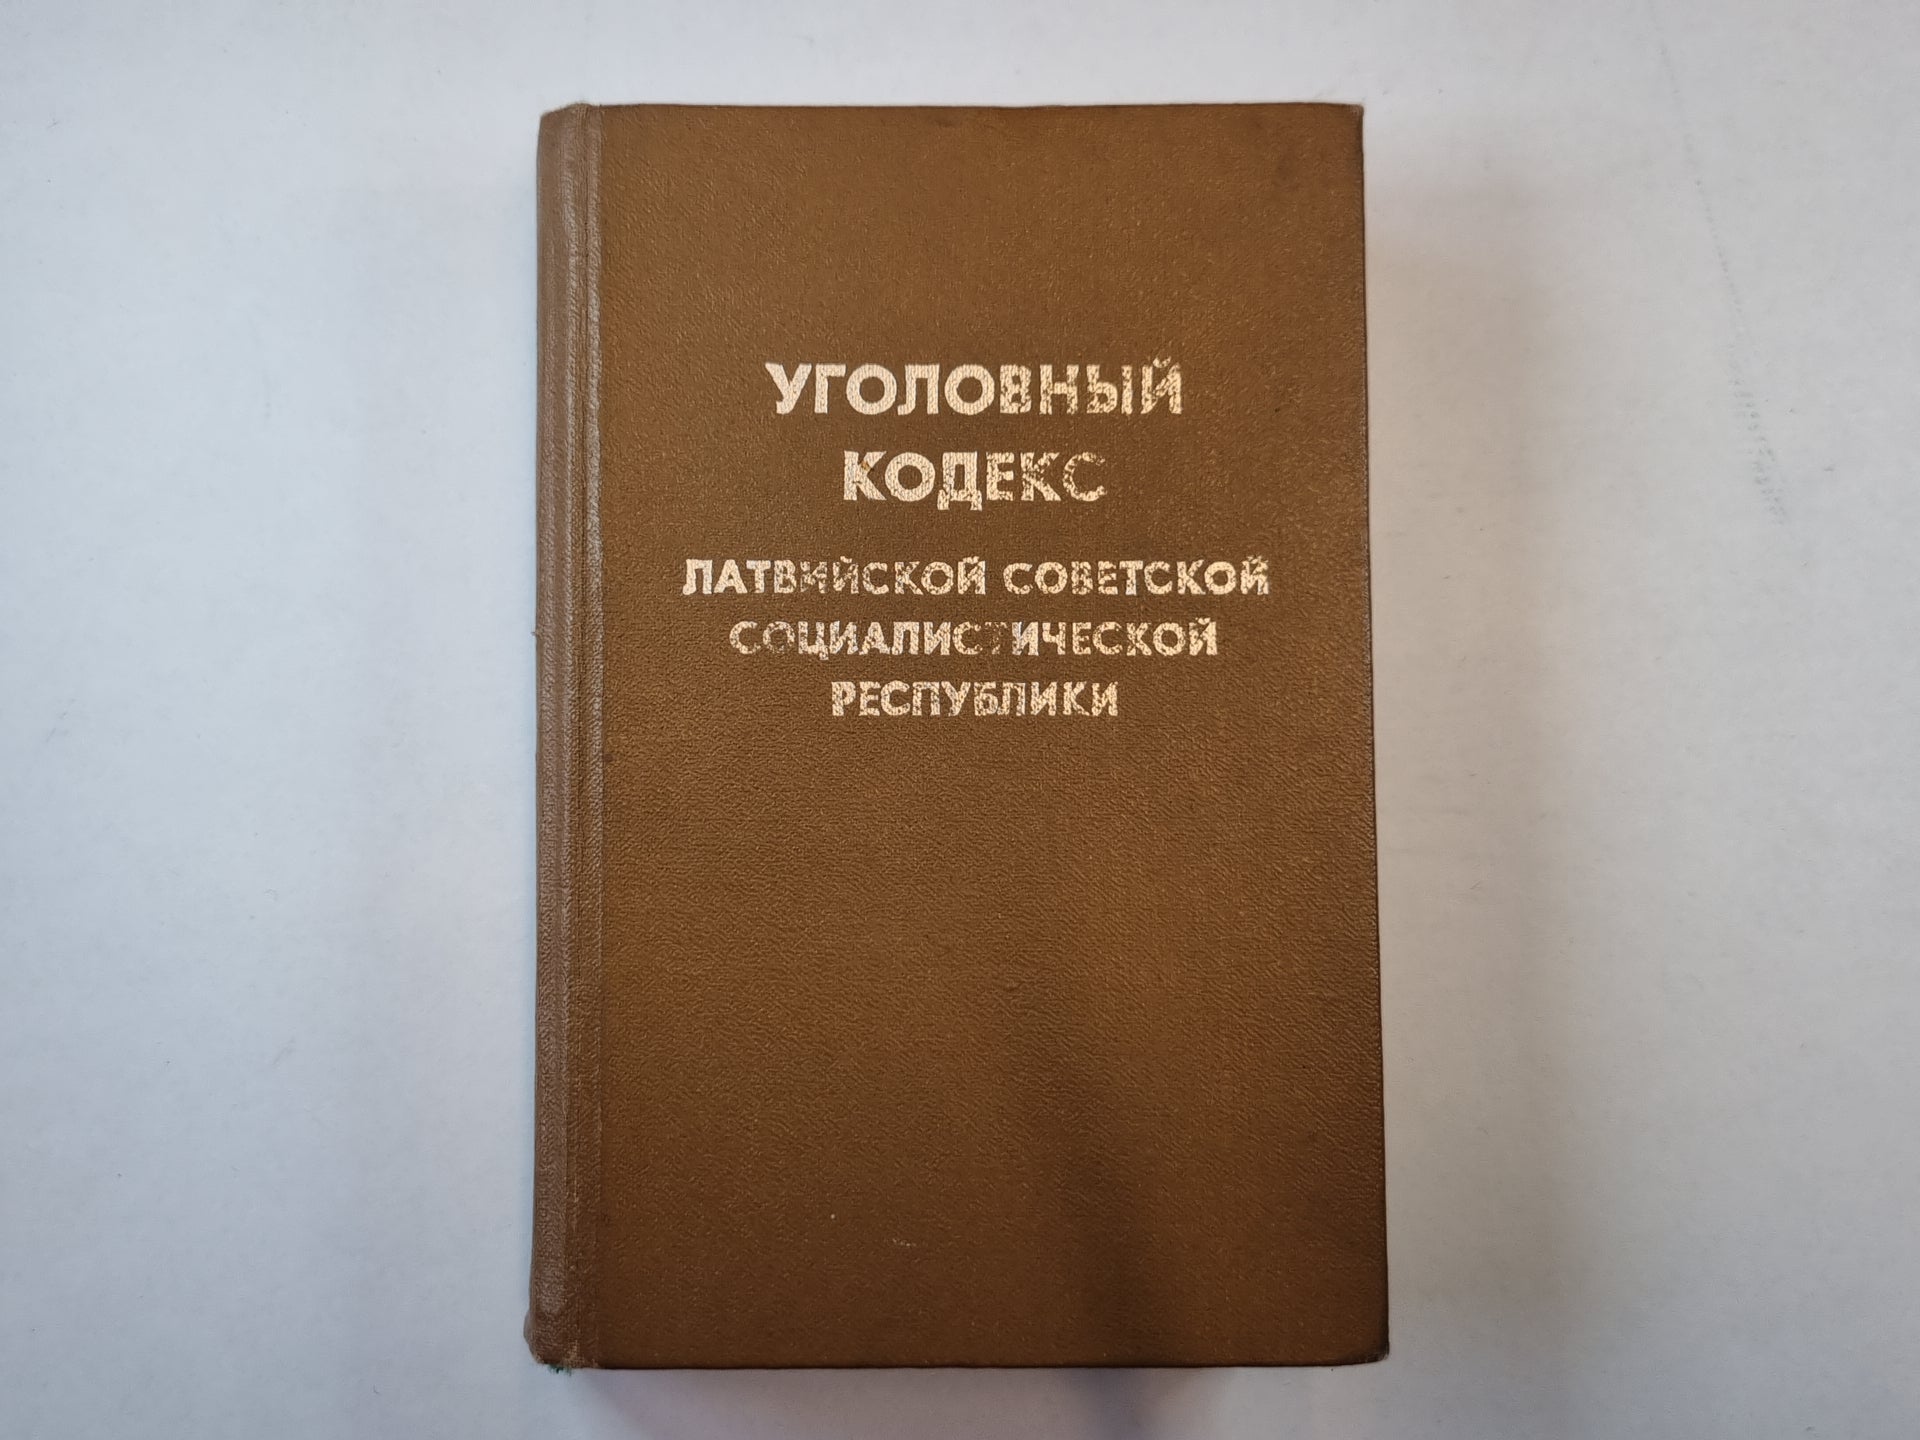 УГОЛОВНЫЙ
КОДЕКС
ЛАТВИЙСКОЙ СОВЕТСКОЙ
СОЦИАЛИСТИЧЕСКОЙ
РЕСПУБЛИКИ